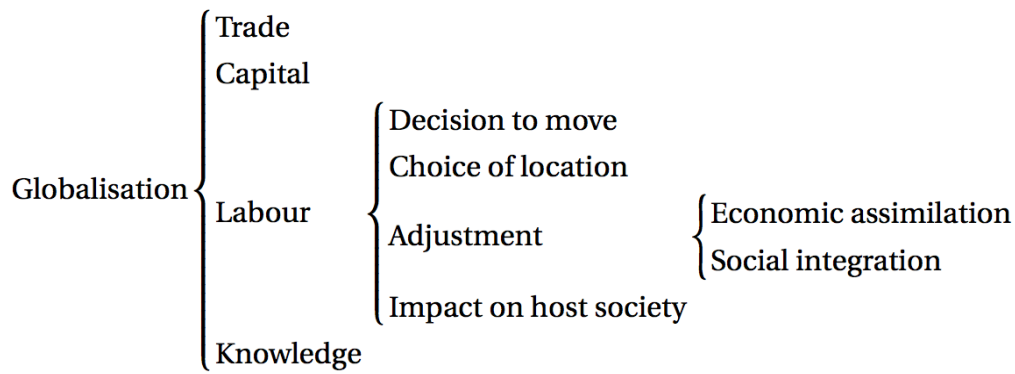 Globalisation
Trade
Capital
Labour
Decision to move
Choice of location
Adjustment
Economic assimilation
Social integration
Impact on host society
Knowledge